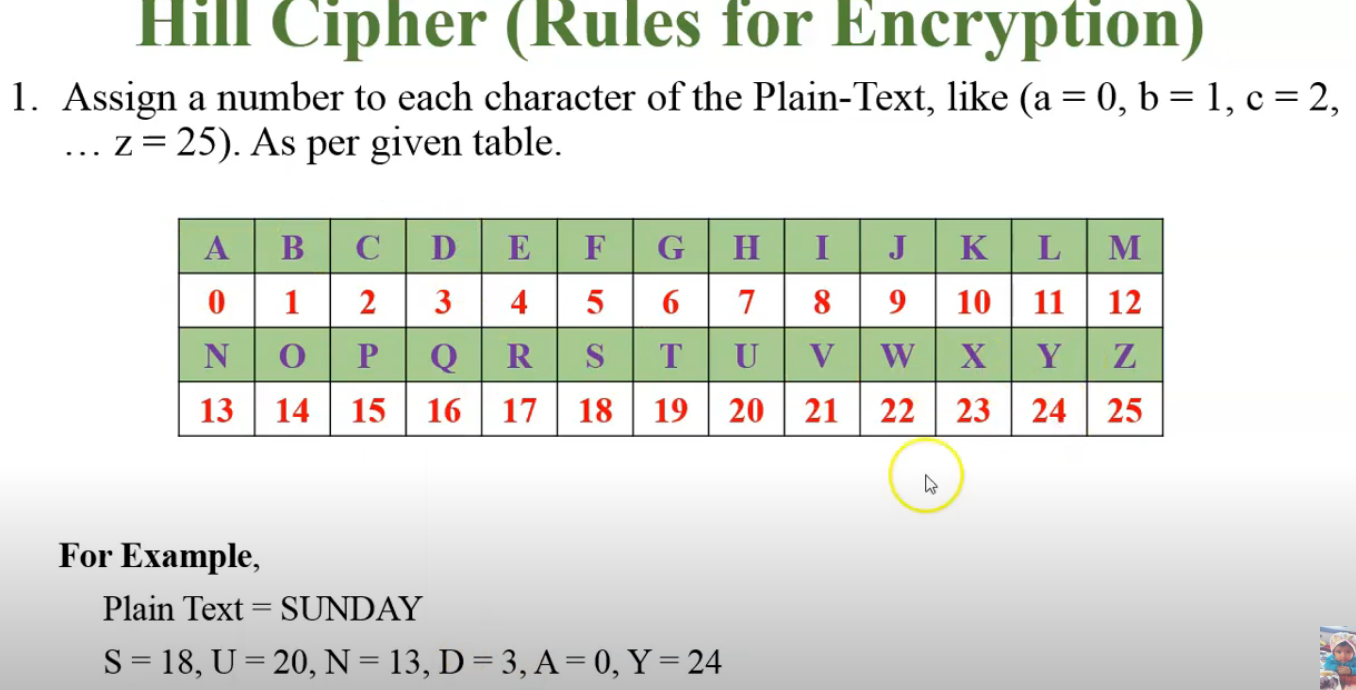 Hill Cipher (Rules for Encryption)
1. Assign a number to each character of the Plain-Text, like (a = 0, b = 1, c = 2,
… z = 25). As per given table.
A B C D E F G H I J K L M
0 1 2 3 4 5 6 7 8 9 10 11 12
N O P Q R S T U V W X Y Z
13 14 15 16 17 18 19 20 21 22 23 24 25
For Example,
Plain Text = SUNDAY
S = 18, U = 20, N = 13, D = 3, A = 0, Y = 24